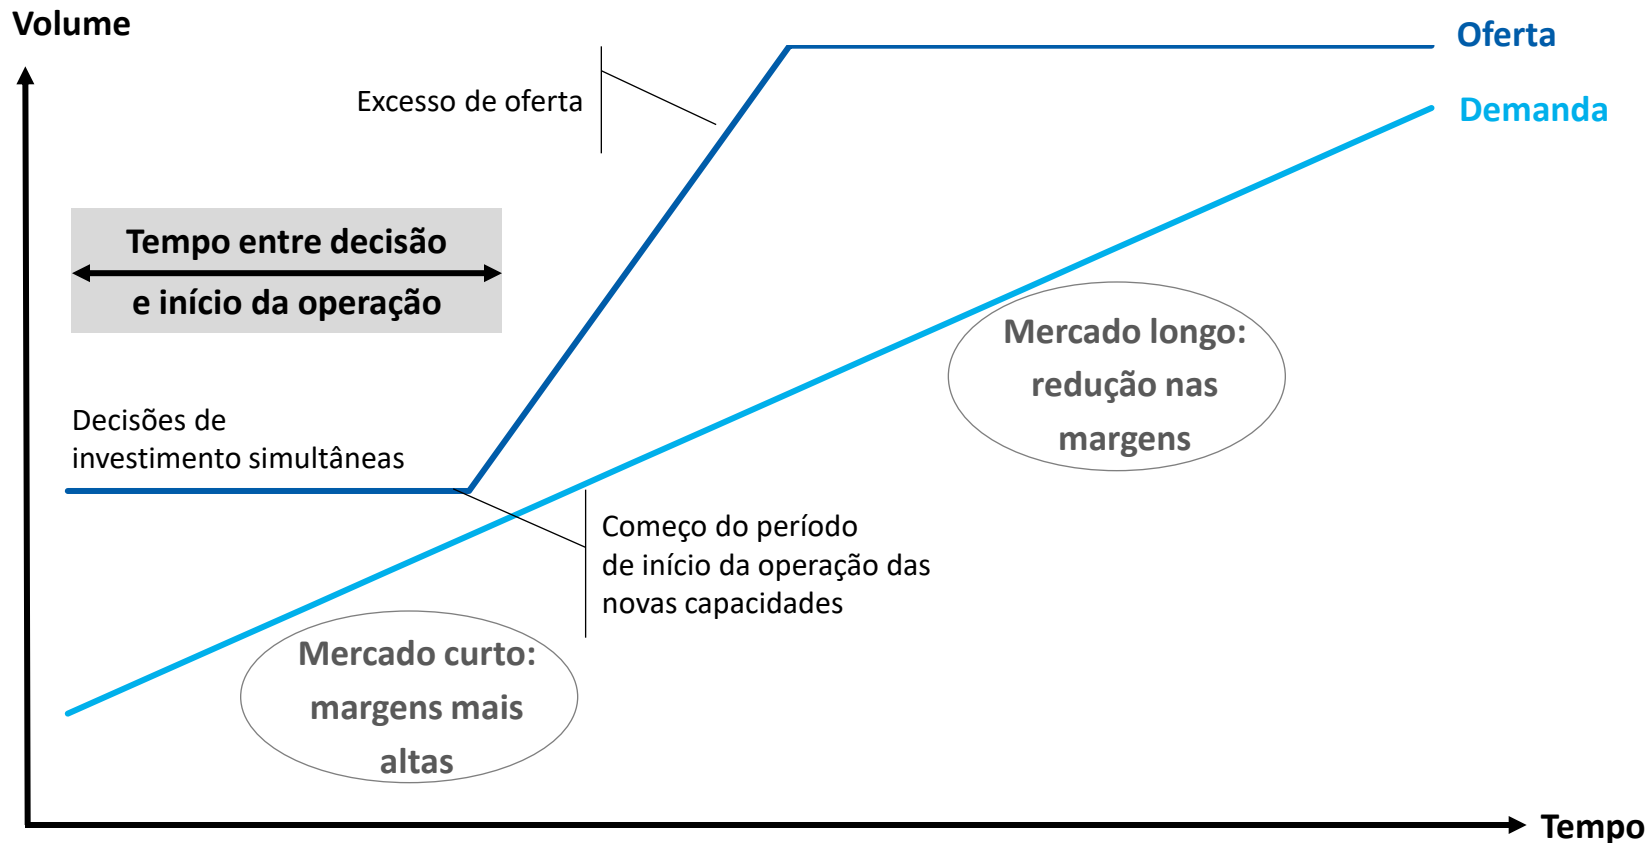 Volume
Oferta
Excesso de oferta
Demanda
Tempo entre decisão
e início da operação
Mercado longo:
redução nas
margens
Decisões de
investimento simultâneas
Começo do período
de início da operação das
novas capacidades
Mercado curto:
margens mais
altas
Tempo